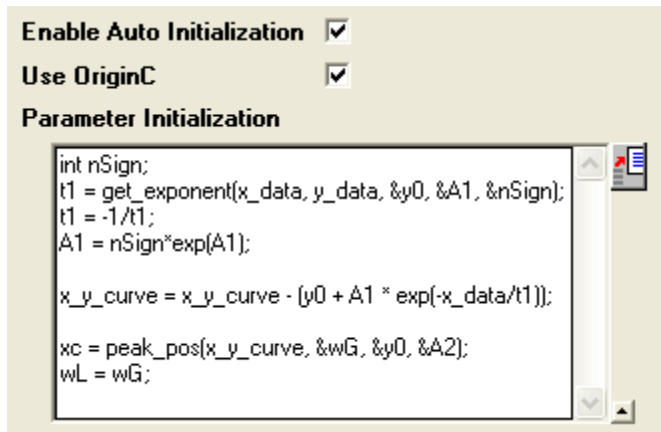 Enable Auto Initialization
Use OriginC
Parameter Initialization
int nSign;
t1 = get_exponent(x_data, y_data, &y0, &A1, &nSign);
t1 = -1/t1;
A1 = nSign*exp(A1);
x_y_curve = x_y_curve - (y0 + A1 * exp(-x_data/t1));
xc = peak_pos(x_y_curve, &wG, &y0, &A2);
wL = wG;